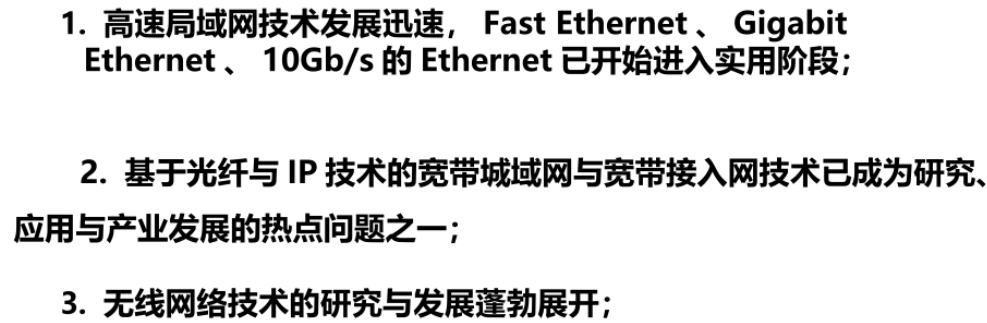 1. 高速局域网技术发展迅速， Fast Ethernet 、 Gigabit
Ethernet 、 10Gb/s 的 Ethernet 已开始进入实用阶段；
2. 基于光纤与 IP 技术的宽带城域网与宽带接入网技术已成为研究、
应用与产业发展的热点问题之一；
3. 无线网络技术的研究与发展蓬勃展开；